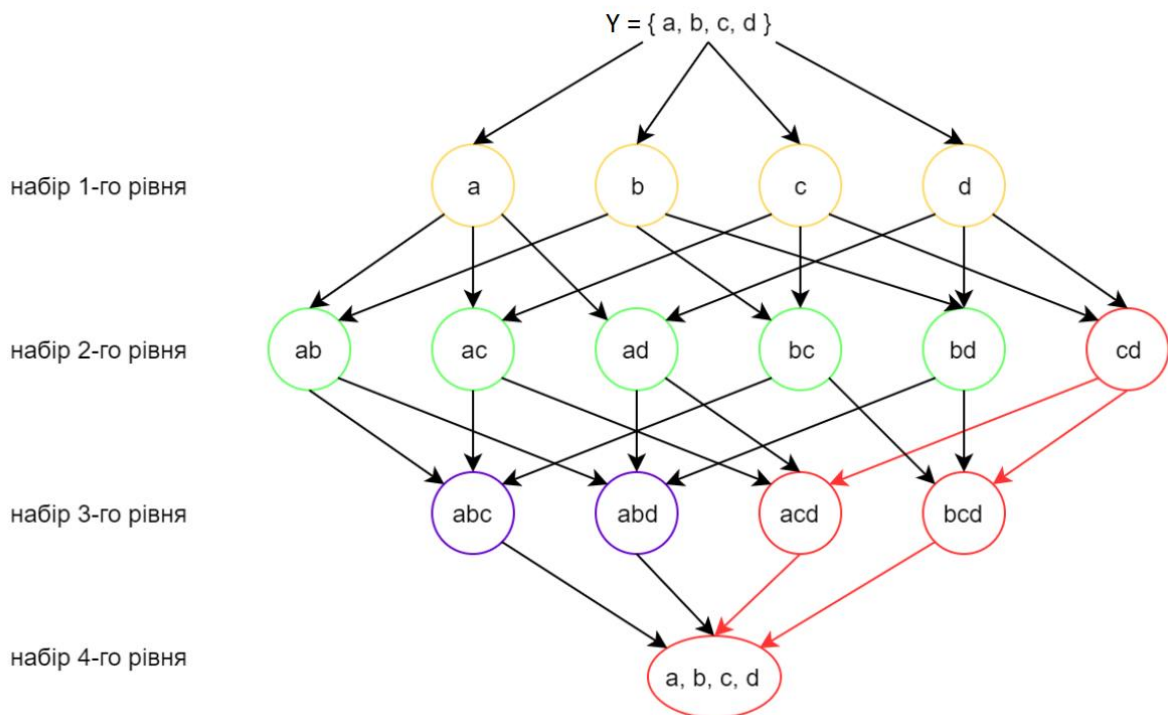 Y = { a, b, c, d }
набір 1-го рівня
a
b
c
d
набір 2-го рівня
ab
ac
ad
bc
bd
cd
набір 3-го рівня
abc
abd
acd
bcd
набір 4-го рівня
a, b, c, d